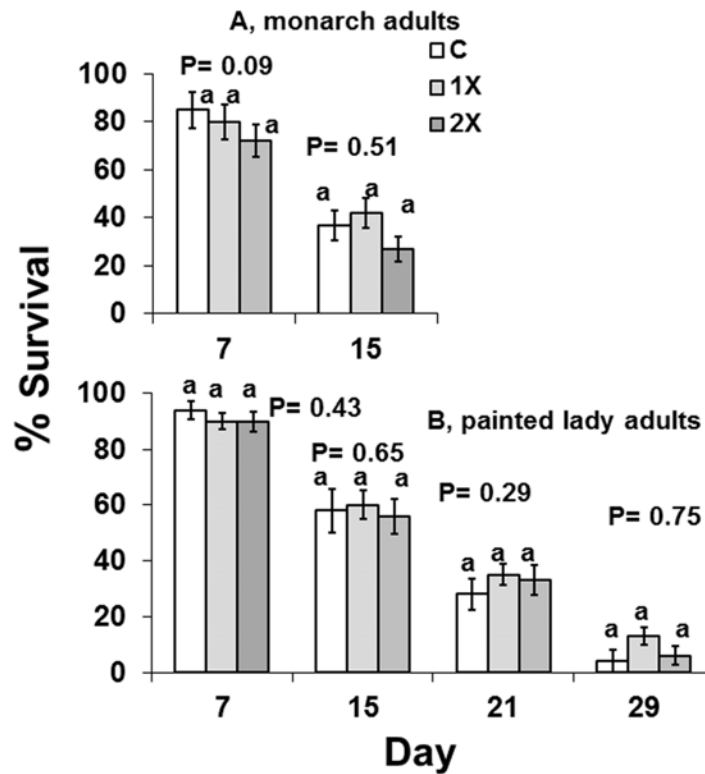 A, monarch adults
C
1X
2X
P= 0.09
P= 0.51
100
80
60
40
20
0
a a a
a a a
7 15
% Survival
B, painted lady adults
P= 0.43
P= 0.65
P= 0.29
P= 0.75
100
80
60
40
20
0
a a a
a a a
a a a
a a a
7 15 21 29
Day